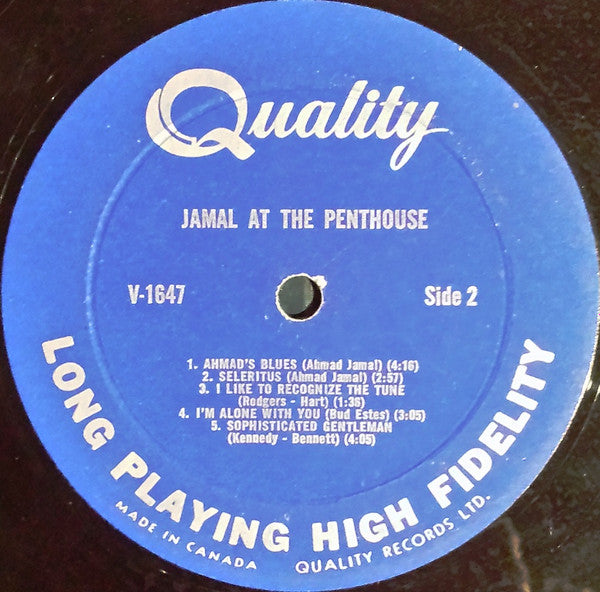 Quality
JAMAL AT THE PENTHOUSE
V-1647
Side 2
1. AHMAD'S BLUES (Ahmad Jamal) (4:16)
2. SELERITUS (Ahmad Jamal) (2:57)
3. I LIKE TO RECOGNIZE THE TUNE
(Rodgers - Hart) (1:36)
4. I'M ALONE WITH YOU (Bud Estes) (3:05)
5. SOPHISTICATED GENTLEMAN
(Kennedy - Bennett) (4:05)
LONG PLAYING HIGH FIDELITY
MADE IN CANADA QUALITY RECORDS LTD.